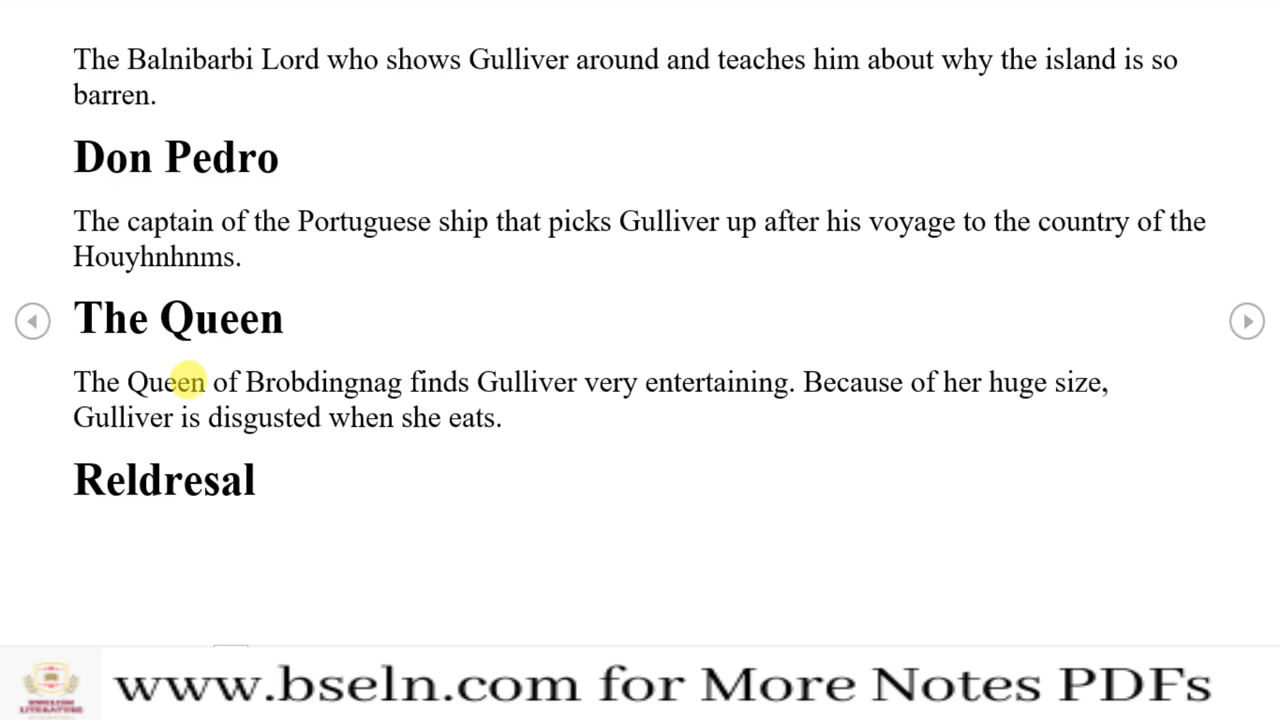 The Balnibarbi Lord who shows Gulliver around and teaches him about why the island is so
barren.
Don Pedro
The captain of the Portuguese ship that picks Gulliver up after his voyage to the country of the
Houyhnhnms.
The Queen
The Queen of Brobdingnag finds Gulliver very entertaining. Because of her huge size,
Gulliver is disgusted when she eats.
Reldresal
www.bseln.com for More Notes PDFs
ENGLISH
LITERATURE